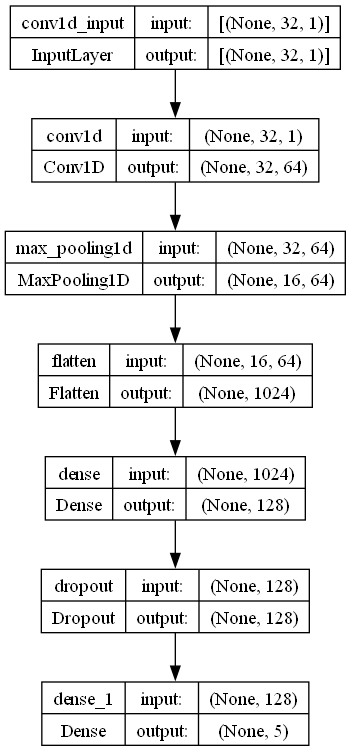 conv1d_input input: [(None, 32, 1)]
InputLayer output: [(None, 32, 1)]
conv1d input: (None, 32, 1)
Conv1D output: (None, 32, 64)
max_pooling1d input: (None, 32, 64)
MaxPooling1D output: (None, 16, 64)
flatten input: (None, 16, 64)
Flatten output: (None, 1024)
dense input: (None, 1024)
Dense output: (None, 128)
dropout input: (None, 128)
Dropout output: (None, 128)
dense_1 input: (None, 128)
Dense output: (None, 5)